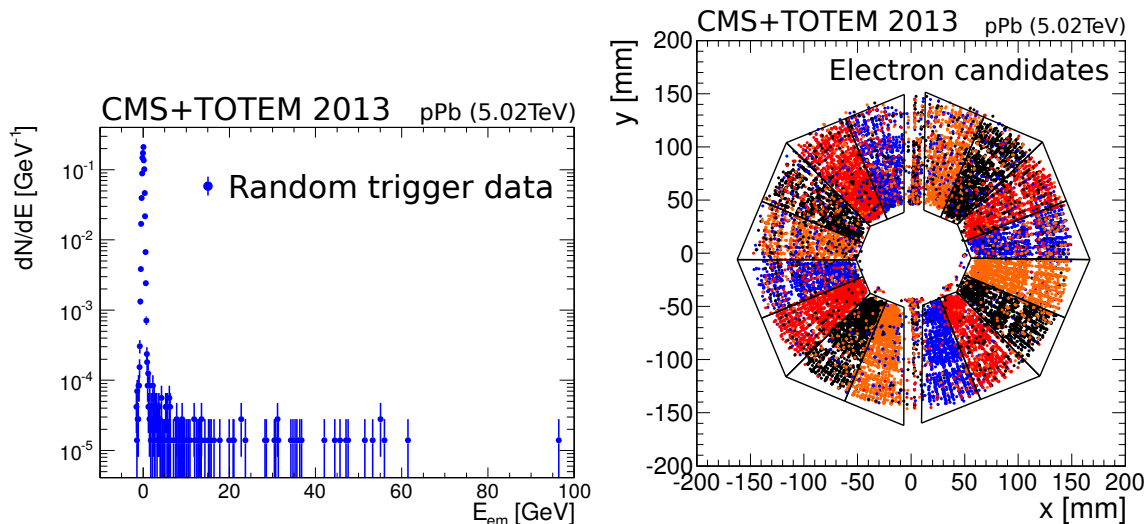 CMS+TOTEM 2013 pPb (5.02TeV)
dN/dE [GeV⁻¹]
10⁻¹
10⁻²
10⁻³
10⁻⁴
10⁻⁵
Random trigger data
0 20 40 60 80 100
E_em [GeV]
CMS+TOTEM 2013 pPb (5.02TeV)
y [mm]
Electron candidates
200
150
100
50
0
-50
-100
-150
-200
-200 -150 -100 -50 0 50 100 150 200
x [mm]